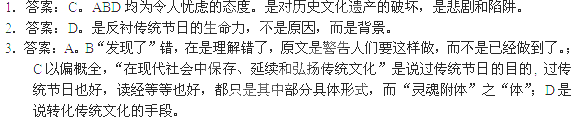 1. 答案：C。ABD 均为令人忧虑的态度。是对历史文化遗产的破坏，是悲剧和陷阱。
2. 答案：D。是反衬传统节日的生命力，不是原因，而是背景。
3. 答案：A。B“发现了”错，在是理解错了，原文是警告人们要这样做，而不是已经做到了。；
C 以偏概全，“在现代社会中保存、延续和弘扬传统文化”是说过传统节日的目的, 过传
统节日也好，读经等等也好，都只是其中部分具体形式，而“灵魂附体”之“体”；D 是
说转化传统文化的手段。